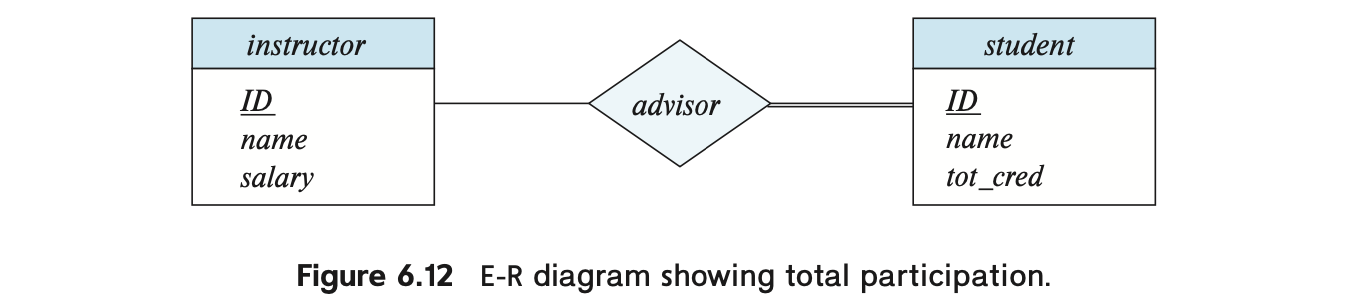 instructor
ID
name
salary
advisor
student
ID
name
tot_cred
Figure 6.12 E-R diagram showing total participation.